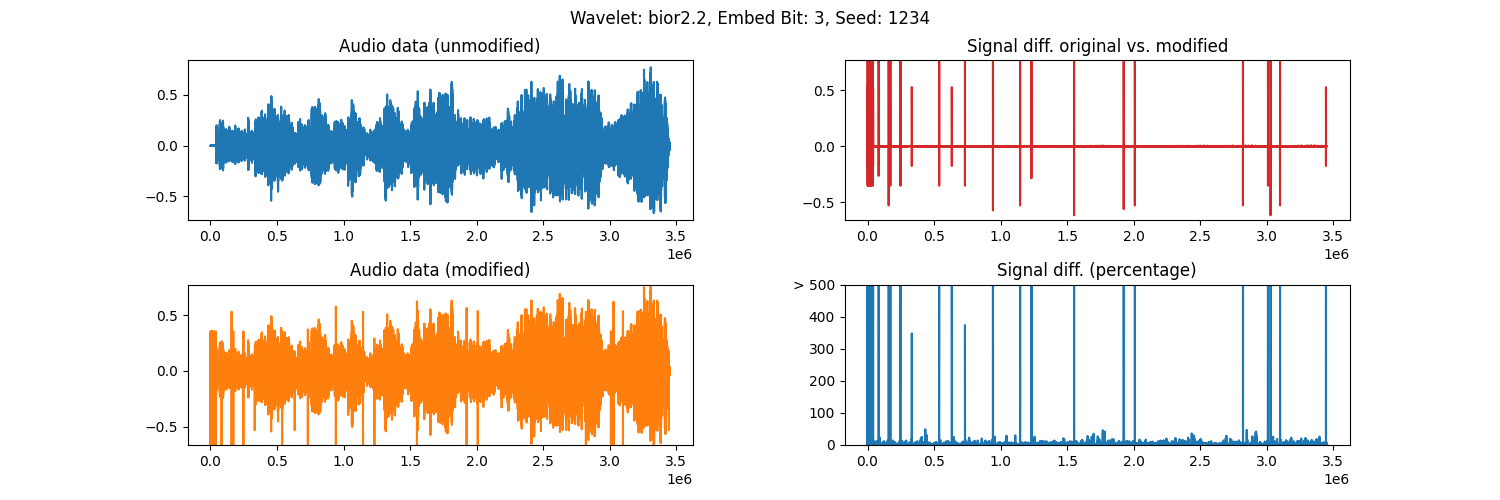 Wavelet: bior2.2, Embed Bit: 3, Seed: 1234
Audio data (unmodified)
0.5
0.0
−0.5
0.0 0.5 1.0 1.5 2.0 2.5 3.0 3.5
1e6
Signal diff. original vs. modified
0.5
0.0
−0.5
0.0 0.5 1.0 1.5 2.0 2.5 3.0 3.5
1e6
Audio data (modified)
0.5
0.0
−0.5
0.0 0.5 1.0 1.5 2.0 2.5 3.0 3.5
1e6
Signal diff. (percentage)
> 500
400
300
200
100
0
0.0 0.5 1.0 1.5 2.0 2.5 3.0 3.5
1e6